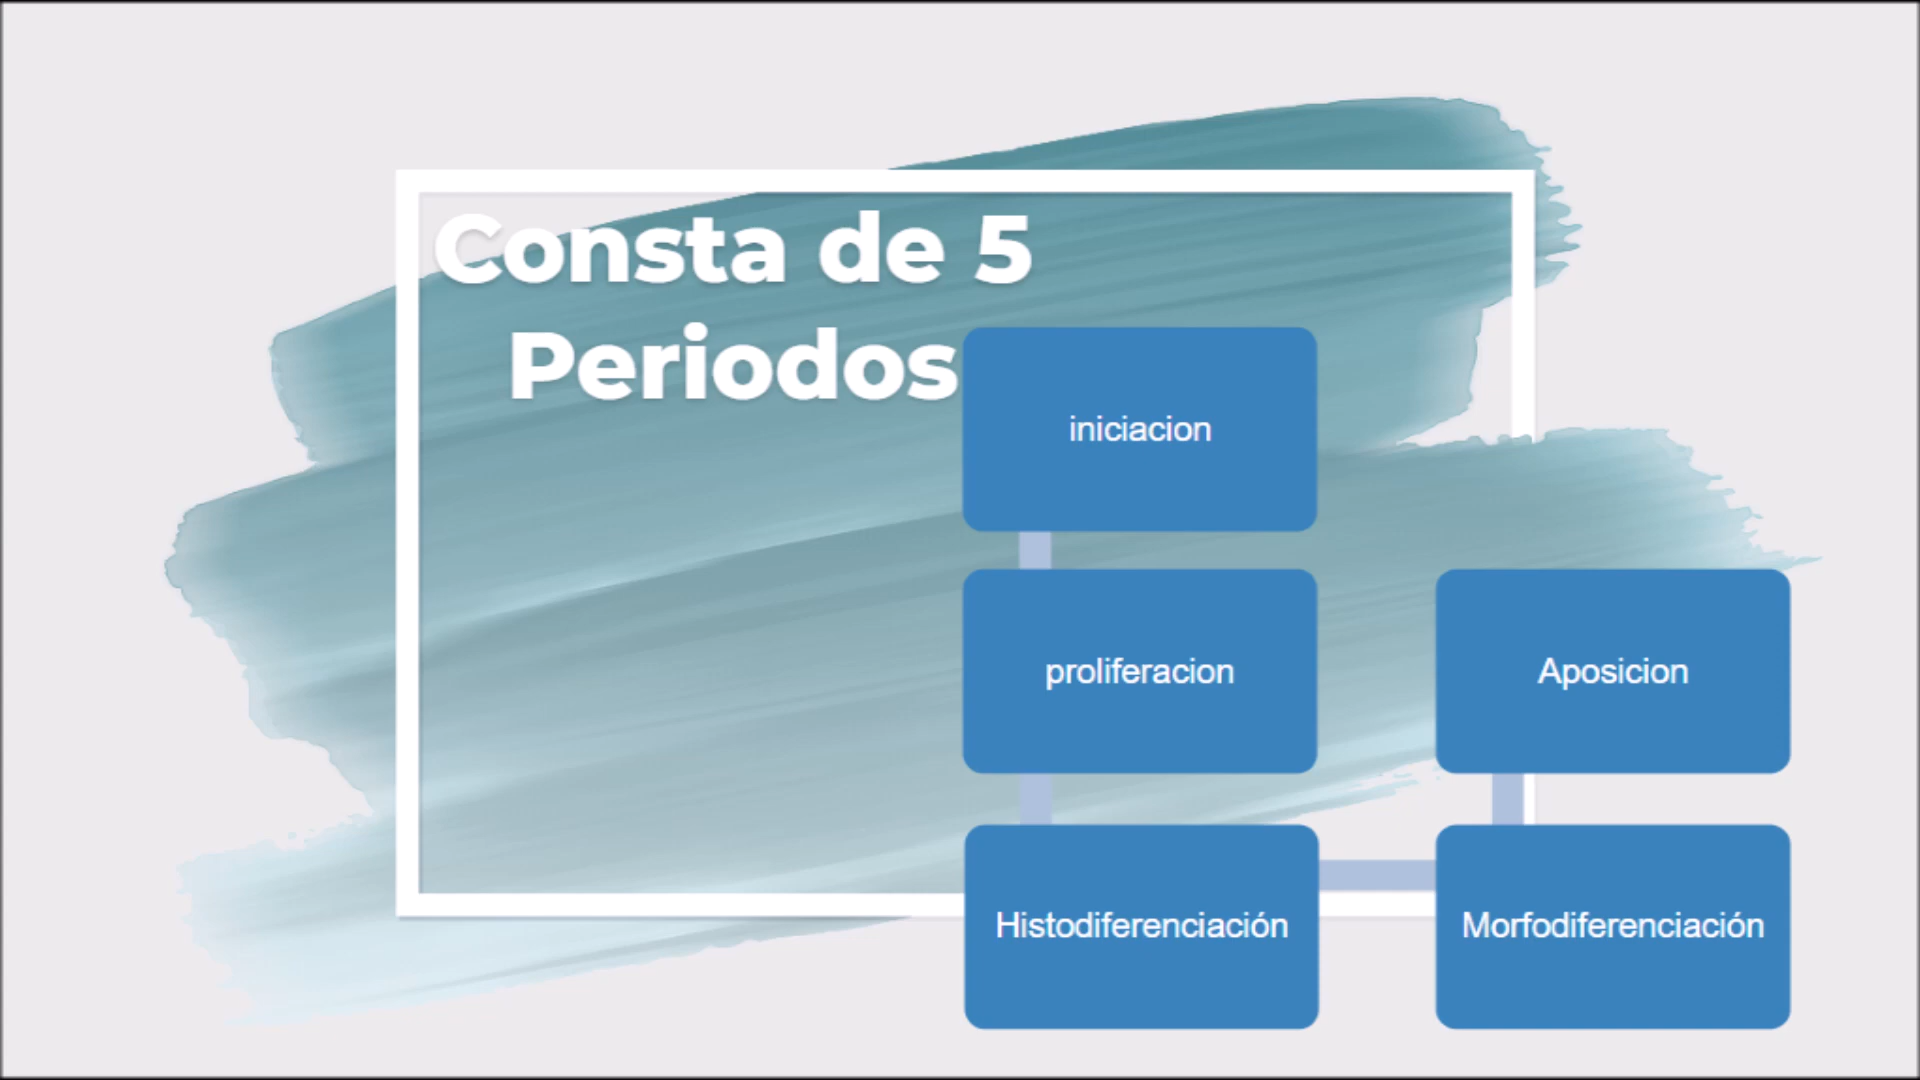 Consta de 5
Periodos
iniciacion
proliferacion
Histodiferenciación
Morfodiferenciación
Aposicion